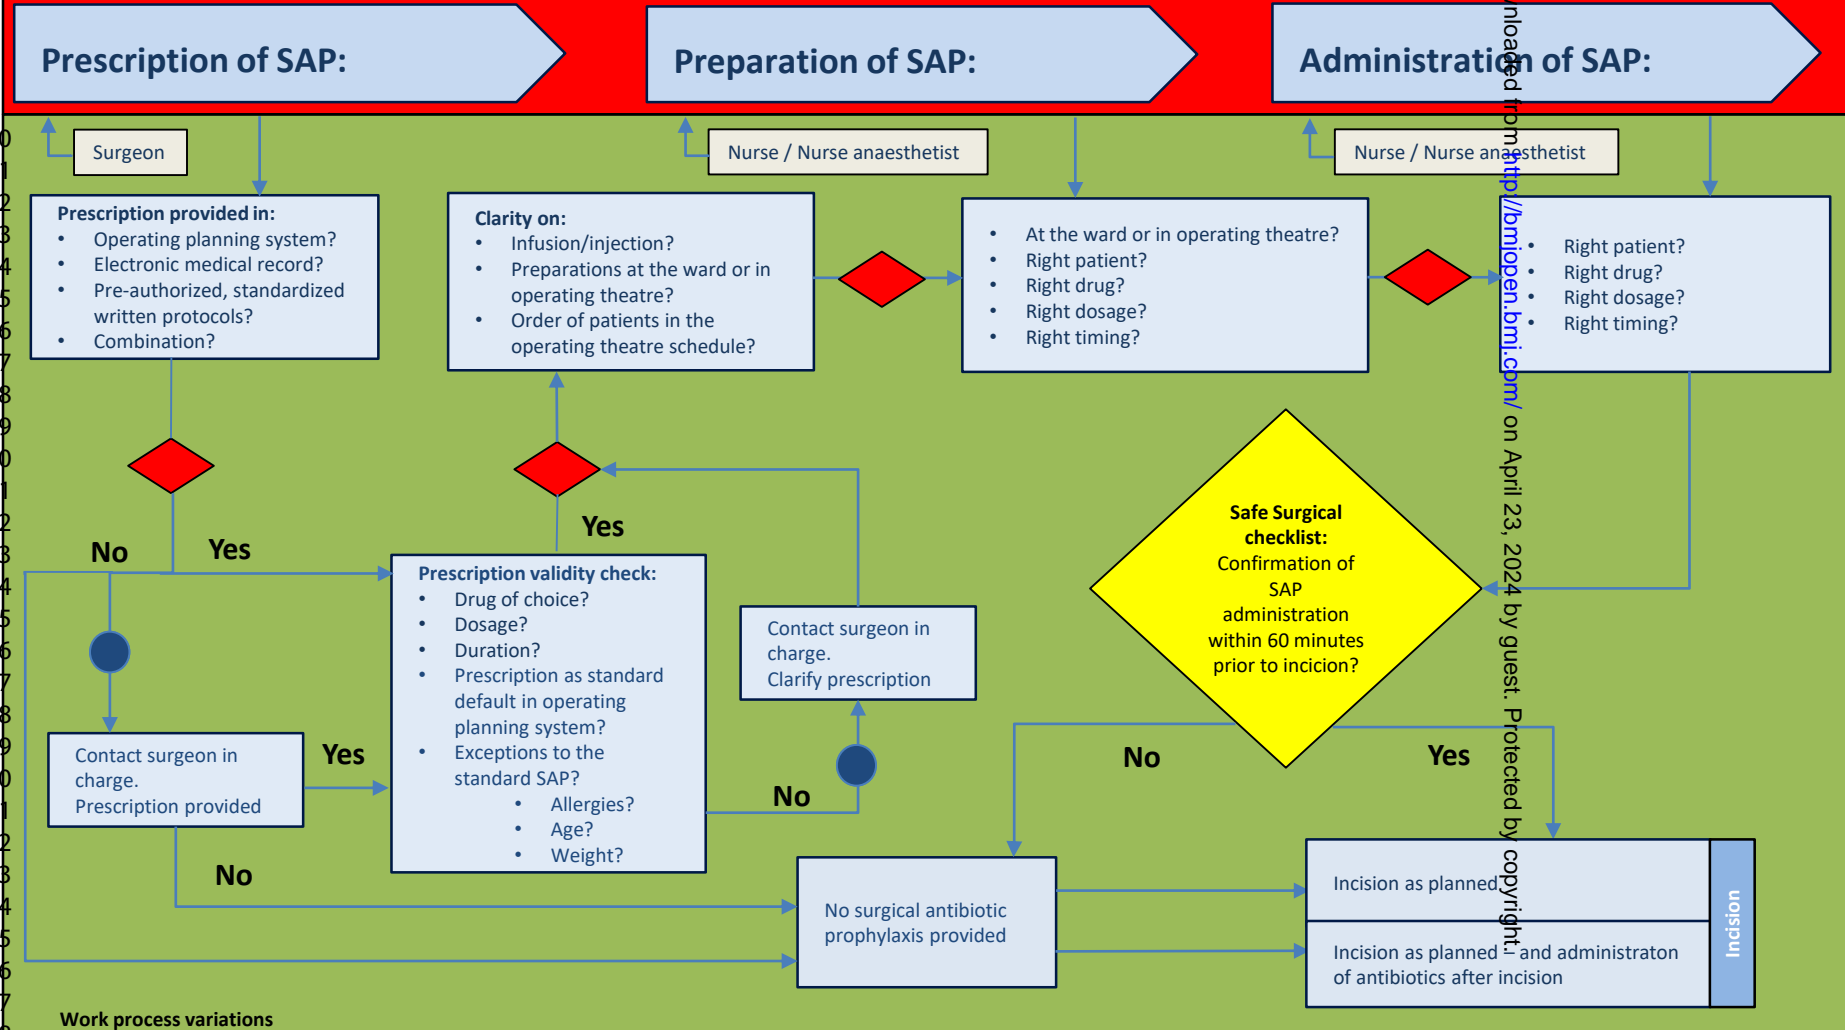 Prescription of SAP:
Preparation of SAP:
Administration of SAP:
Surgeon
Nurse / Nurse anaesthetist
Nurse / Nurse anaesthetist
Prescription provided in:
• Operating planning system?
• Electronic medical record?
• Pre-authorized, standardized
written protocols?
• Combination?
Clarity on:
• Infusion/injection?
• Preparations at the ward or in
operating theatre?
• Order of patients in the
operating theatre schedule?
• At the ward or in operating theatre?
• Right patient?
• Right drug?
• Right dosage?
• Right timing?
• Right patient?
• Right drug?
• Right dosage?
• Right timing?
No
Yes
Yes
Prescription validity check:
• Drug of choice?
• Dosage?
• Duration?
• Prescription as standard
default in operating
planning system?
• Exceptions to the
standard SAP?
• Allergies?
• Age?
• Weight?
Contact surgeon in
charge.
Clarify prescription
Safe Surgical
checklist:
Confirmation of
SAP
administration
within 60 minutes
prior to incicion?
Contact surgeon in
charge.
Prescription provided
Yes
No
No
No
Yes
No surgical antibiotic
prophylaxis provided
Incision as planned
Incision as planned – and administraton
of antibiotics after incision
Incision
Work process variations
http://bmjopen.bmj.com/ on April 23, 2024 by guest. Protected by copyright.